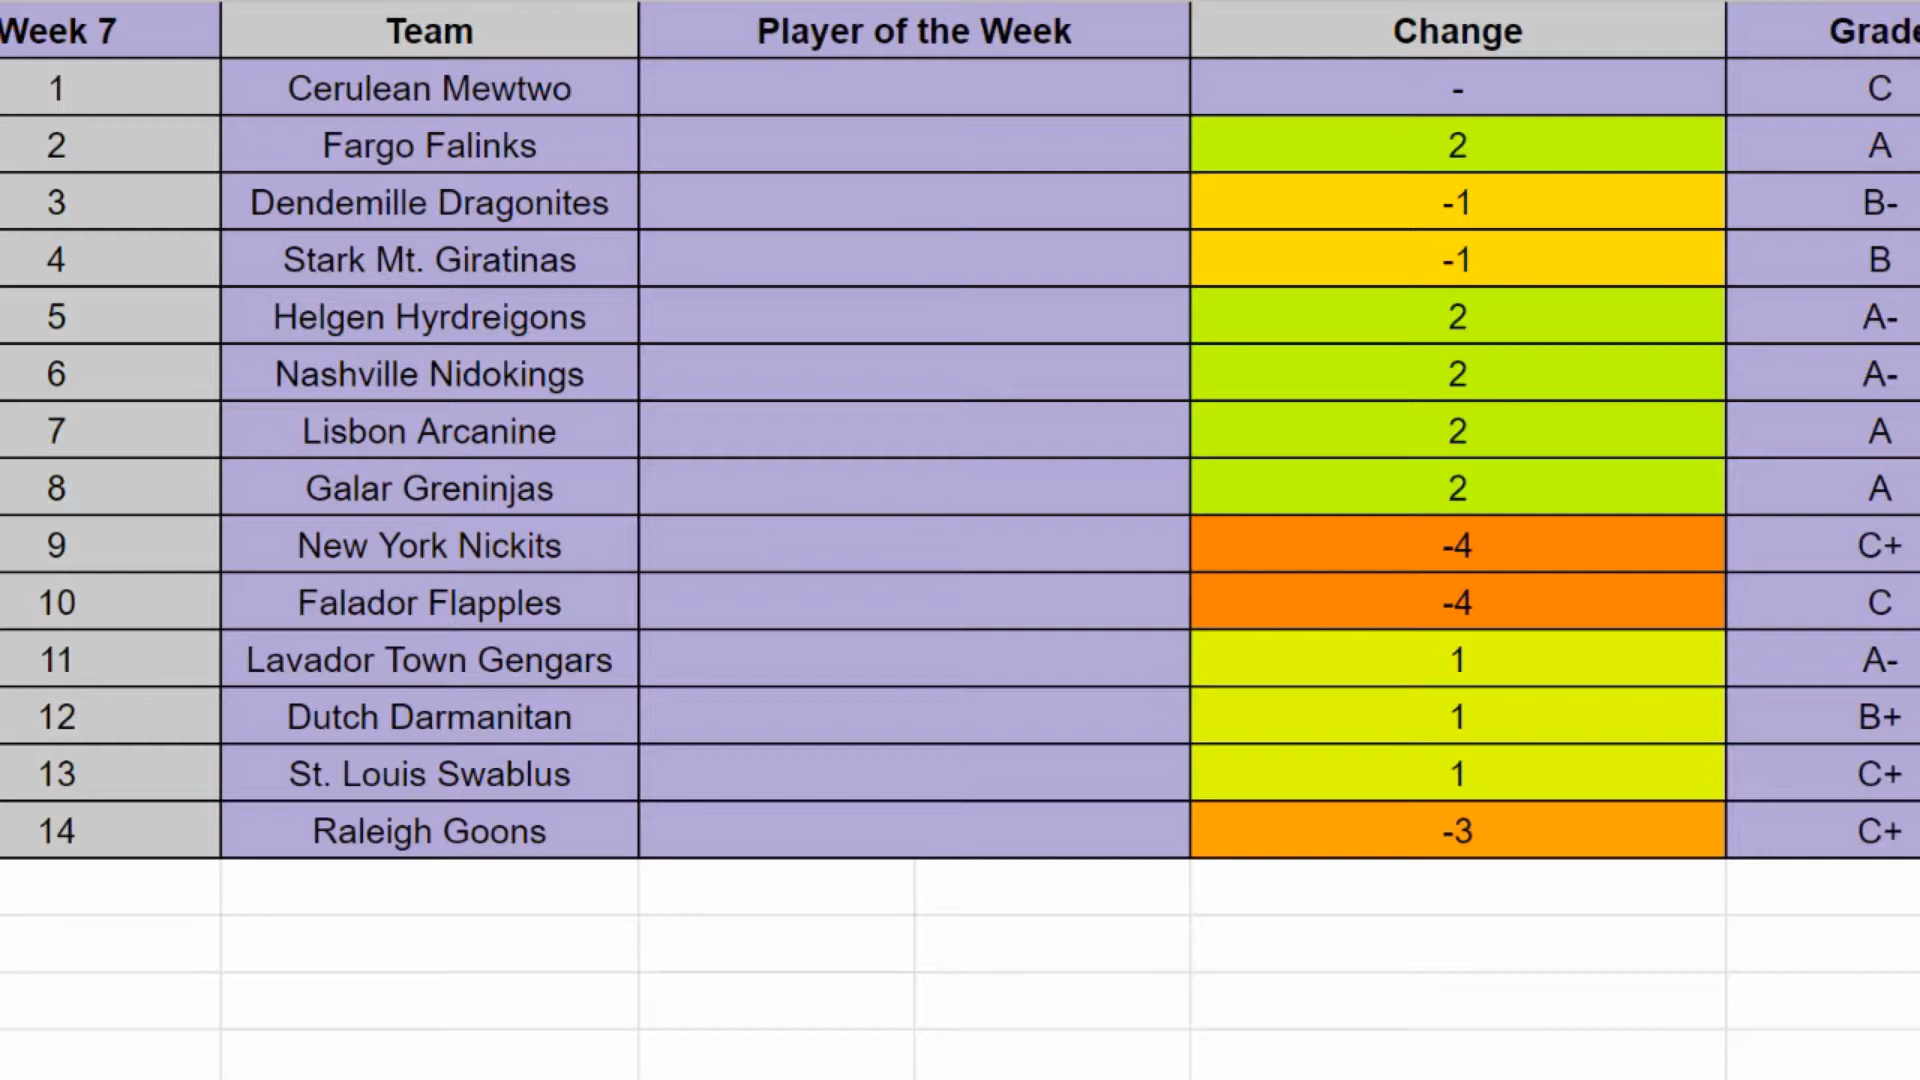 Week 7 Team Player of the Week Change Grade
1 Cerulean Mewtwo - C
2 Fargo Falinks 2 A
3 Dendemille Dragonites -1 B-
4 Stark Mt. Giratinas -1 B
5 Helgen Hyrdreigons 2 A-
6 Nashville Nidokings 2 A-
7 Lisbon Arcanine 2 A
8 Galar Greninjas 2 A
9 New York Nickits -4 C+
10 Falador Flapples -4 C
11 Lavador Town Gengars 1 A-
12 Dutch Darmanitan 1 B+
13 St. Louis Swablus 1 C+
14 Raleigh Goons -3 C+